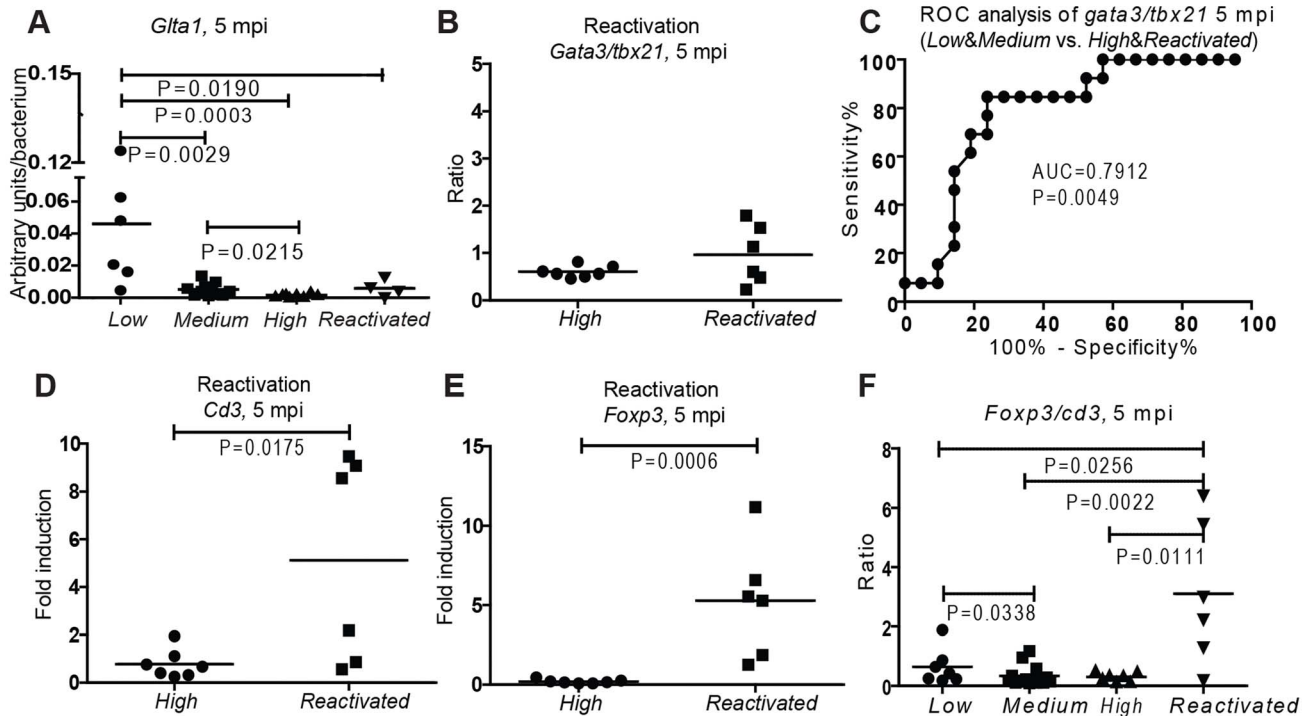 A
Glta1, 5 mpi
Arbitrary units/bacterium
0.15
0.12
0.06
0.04
0.02
0.00
P=0.0190
P=0.0003
P=0.0029
P=0.0215
Low Medium High Reactivated
B
Reactivation
Gata3/tbx21, 5 mpi
Ratio
5
4
3
2
1
0
High Reactivated
C
ROC analysis of gata3/tbx21 5 mpi
(Low&Medium vs. High&Reactivated)
Sensitivity%
100
80
60
40
20
0
AUC=0.7912
P=0.0049
0 20 40 60 80 100
100% - Specificity%
D
Reactivation
Cd3, 5 mpi
Fold induction
10
8
6
4
2
0
P=0.0175
High Reactivated
E
Reactivation
Foxp3, 5 mpi
Fold induction
15
10
5
0
P=0.0006
High Reactivated
F
Foxp3/cd3, 5 mpi
Ratio
8
6
4
2
0
P=0.0256
P=0.0022
P=0.0111
P=0.0338
Low Medium High Reactivated